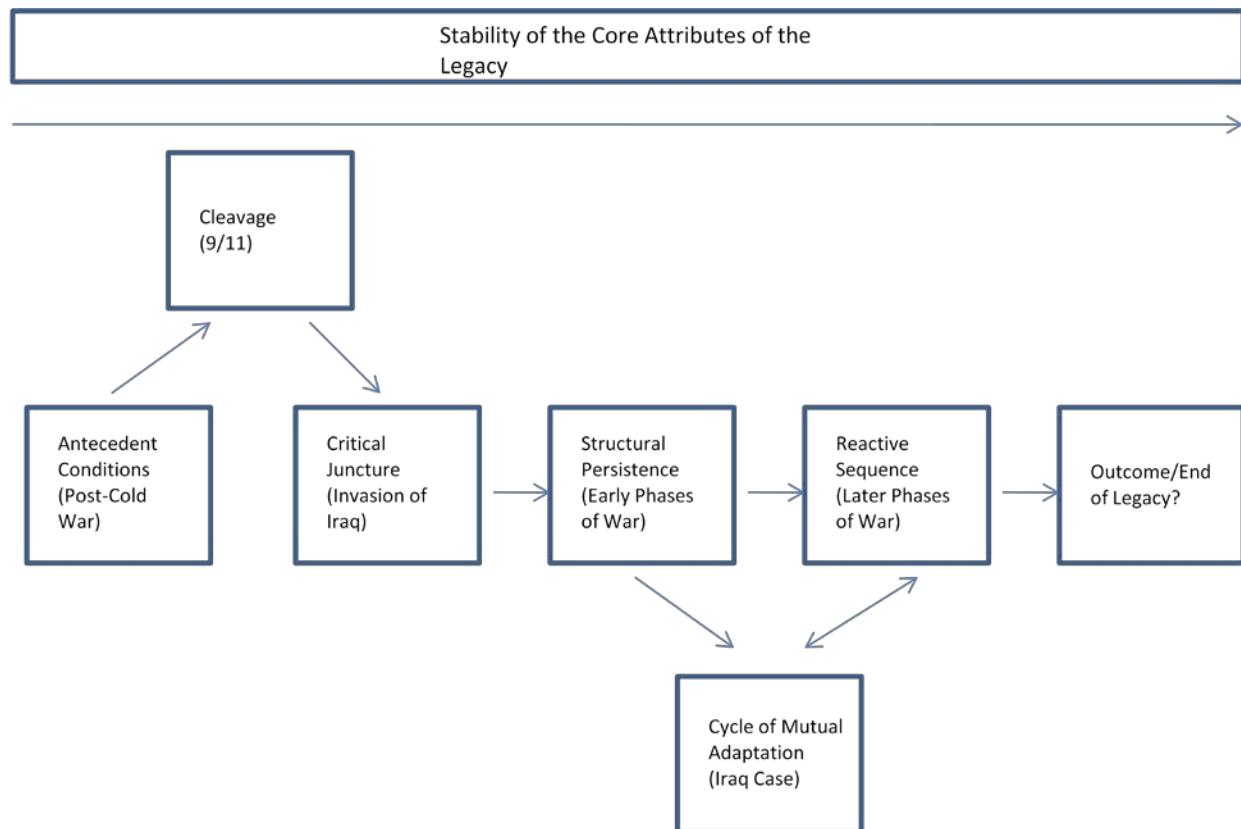 Stability of the Core Attributes of the
Legacy
Cleavage
(9/11)
Antecedent
Conditions
(Post-Cold
War)
Critical
Juncture
(Invasion of
Iraq)
Structural
Persistence
(Early Phases
of War)
Reactive
Sequence
(Later Phases
of War)
Outcome/End
of Legacy?
Cycle of Mutual
Adaptation
(Iraq Case)